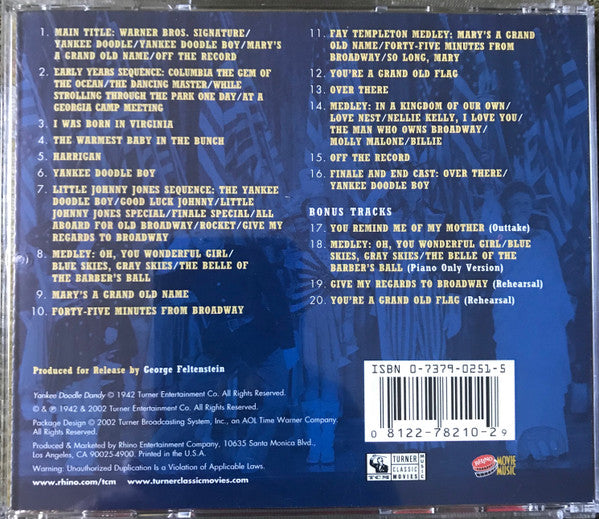 1. MAIN TITLE: WARNER BROS. SIGNATURE/
YANKEE DOODLE/YANKEE DOODLE BOY/MARY'S
A GRAND OLD NAME/OFF THE RECORD
2. EARLY YEARS SEQUENCE: COLUMBIA THE GEM OF
THE OCEAN/THE DANCING MASTER/WHILE
STROLLING THROUGH THE PARK ONE DAY/AT A
GEORGIA CAMP MEETING
3. I WAS BORN IN VIRGINIA
4. THE WARMEST BABY IN THE BUNCH
5. HARRIGAN
6. YANKEE DOODLE BOY
7. LITTLE JOHNNY JONES SEQUENCE: THE YANKEE
DOODLE BOY/GOOD LUCK JOHNNY/LITTLE
JOHNNY JONES SPECIAL/FINALE SPECIAL/ALL
ABOARD FOR OLD BROADWAY/ROCKET/GIVE MY
REGARDS TO BROADWAY
8. MEDLEY: OH, YOU WONDERFUL GIRL/
BLUE SKIES, GRAY SKIES/THE BELLE OF
THE BARBER'S BALL
9. MARY'S A GRAND OLD NAME
10. FORTY-FIVE MINUTES FROM BROADWAY
11. FAY TEMPLETON MEDLEY: MARY'S A GRAND
OLD NAME/FORTY-FIVE MINUTES FROM
BROADWAY/SO LONG, MARY
12. YOU'RE A GRAND OLD FLAG
13. OVER THERE
14. MEDLEY: IN A KINGDOM OF OUR OWN/
LOVE NEST/NELLIE KELLY, I LOVE YOU/
THE MAN WHO OWNS BROADWAY/
MOLLY MALONE/BILLIE
15. OFF THE RECORD
16. FINALE AND END CAST: OVER THERE/
YANKEE DOODLE BOY
BONUS TRACKS
17. YOU REMIND ME OF MY MOTHER (Outtake)
18. MEDLEY: OH, YOU WONDERFUL GIRL/BLUE
SKIES, GRAY SKIES/THE BELLE OF THE
BARBER'S BALL (Piano Only Version)
19. GIVE MY REGARDS TO BROADWAY (Rehearsal)
20. YOU'RE A GRAND OLD FLAG (Rehearsal)
Produced for Release by George Feltenstein
Yankee Doodle Dandy © 1942 Turner Entertainment Co. All Rights Reserved.
© & ℗ 1942 & 2002 Turner Entertainment Co. All Rights Reserved.
Package Design © 2002 Turner Broadcasting System, Inc., an AOL Time Warner Company.
All Rights Reserved.
Produced & Marketed by Rhino Entertainment Company, 10635 Santa Monica Blvd.,
Los Angeles, CA 90025-4900. Printed in the U.S.A.
Warning: Unauthorized Duplication is a Violation of Applicable Laws.
www.rhino.com/tcm www.turnerclassicmovies.com
ISBN 0-7379-0251-5
0 8122-78210-2 9
TCM
TURNER
CLASSIC
MOVIES
MUSIC
RHINO
MOVIE
MUSIC